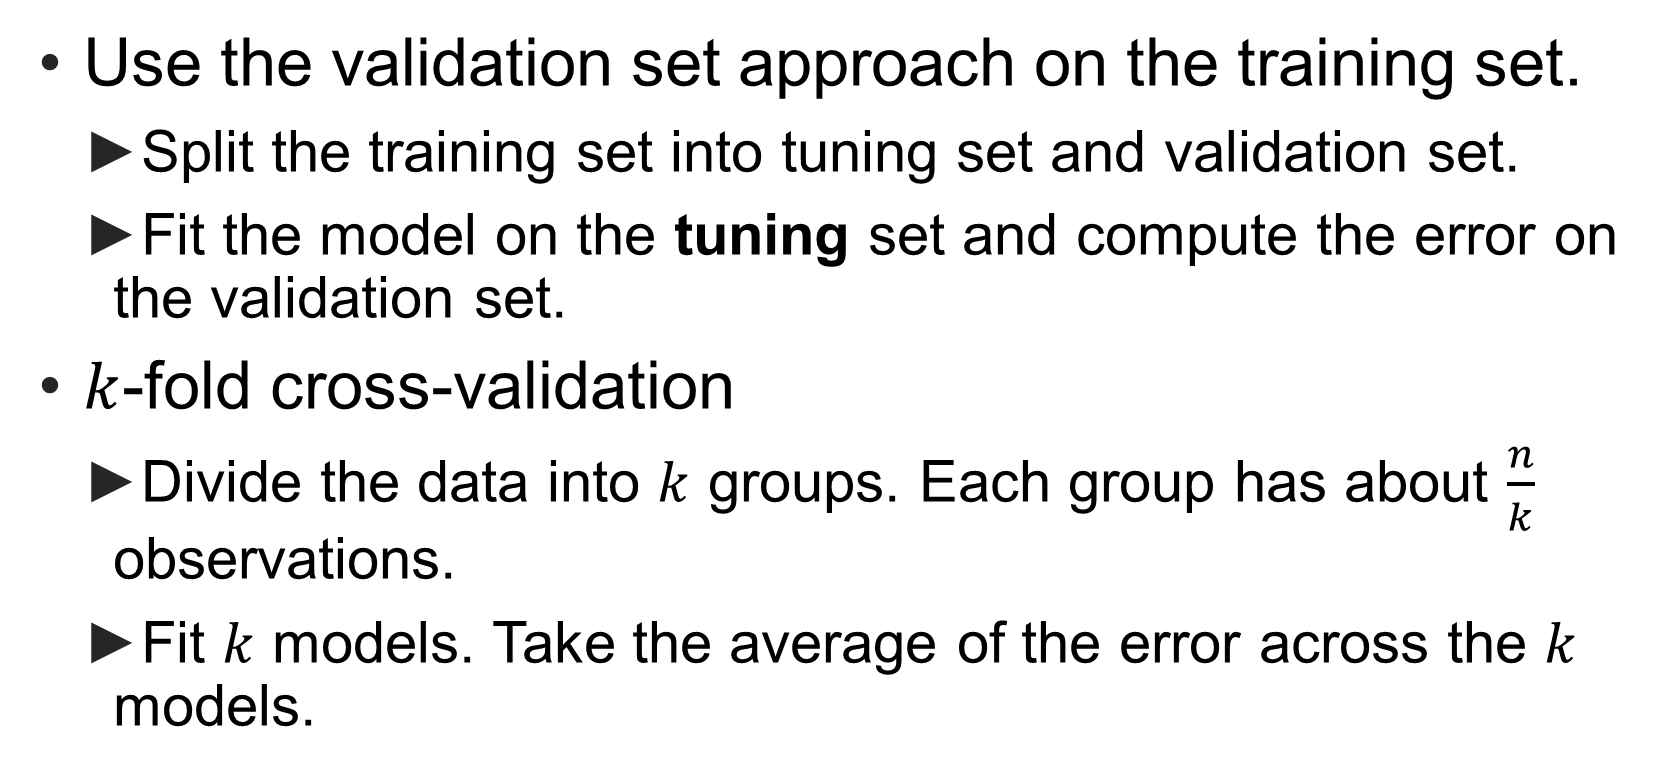 • Use the validation set approach on the training set.
►Split the training set into tuning set and validation set.
►Fit the model on the tuning set and compute the error on
the validation set.
• k-fold cross-validation
►Divide the data into k groups. Each group has about n/k
observations.
►Fit k models. Take the average of the error across the k
models.